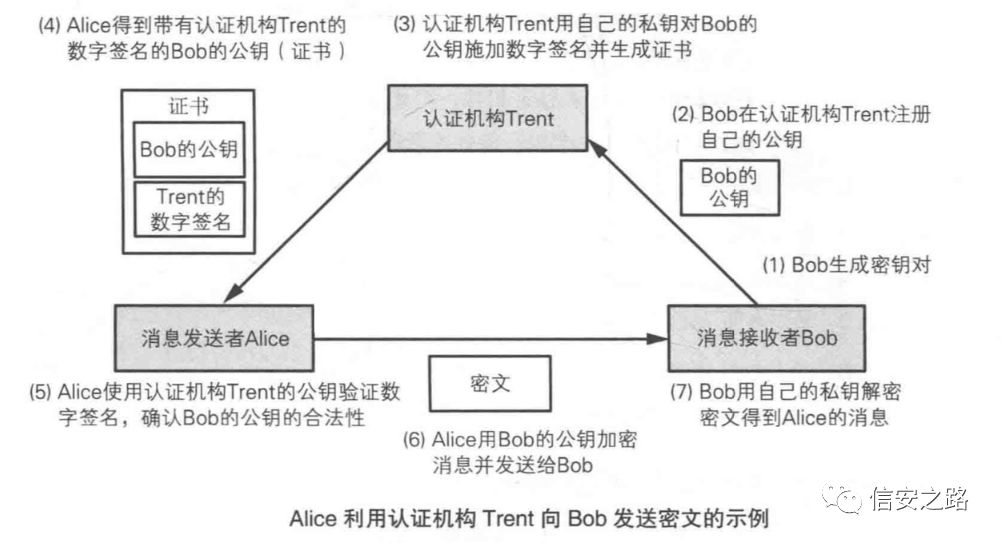 (4) Alice得到带有认证机构Trent的
数字签名的Bob的公钥（证书）
(3) 认证机构Trent用自己的私钥对Bob的
公钥施加数字签名并生成证书
证书
Bob的公钥
Trent的
数字签名
认证机构Trent
(2) Bob在认证机构Trent注册
自己的公钥
Bob的
公钥
(1) Bob生成密钥对
消息发送者Alice
消息接收者Bob
(5) Alice使用认证机构Trent的公钥验证数
字签名，确认Bob的公钥的合法性
密文
(6) Alice用Bob的公钥加密
消息并发送给Bob
(7) Bob用自己的私钥解密
密文得到Alice的消息
信安之路
Alice 利用认证机构 Trent 向 Bob 发送密文的示例